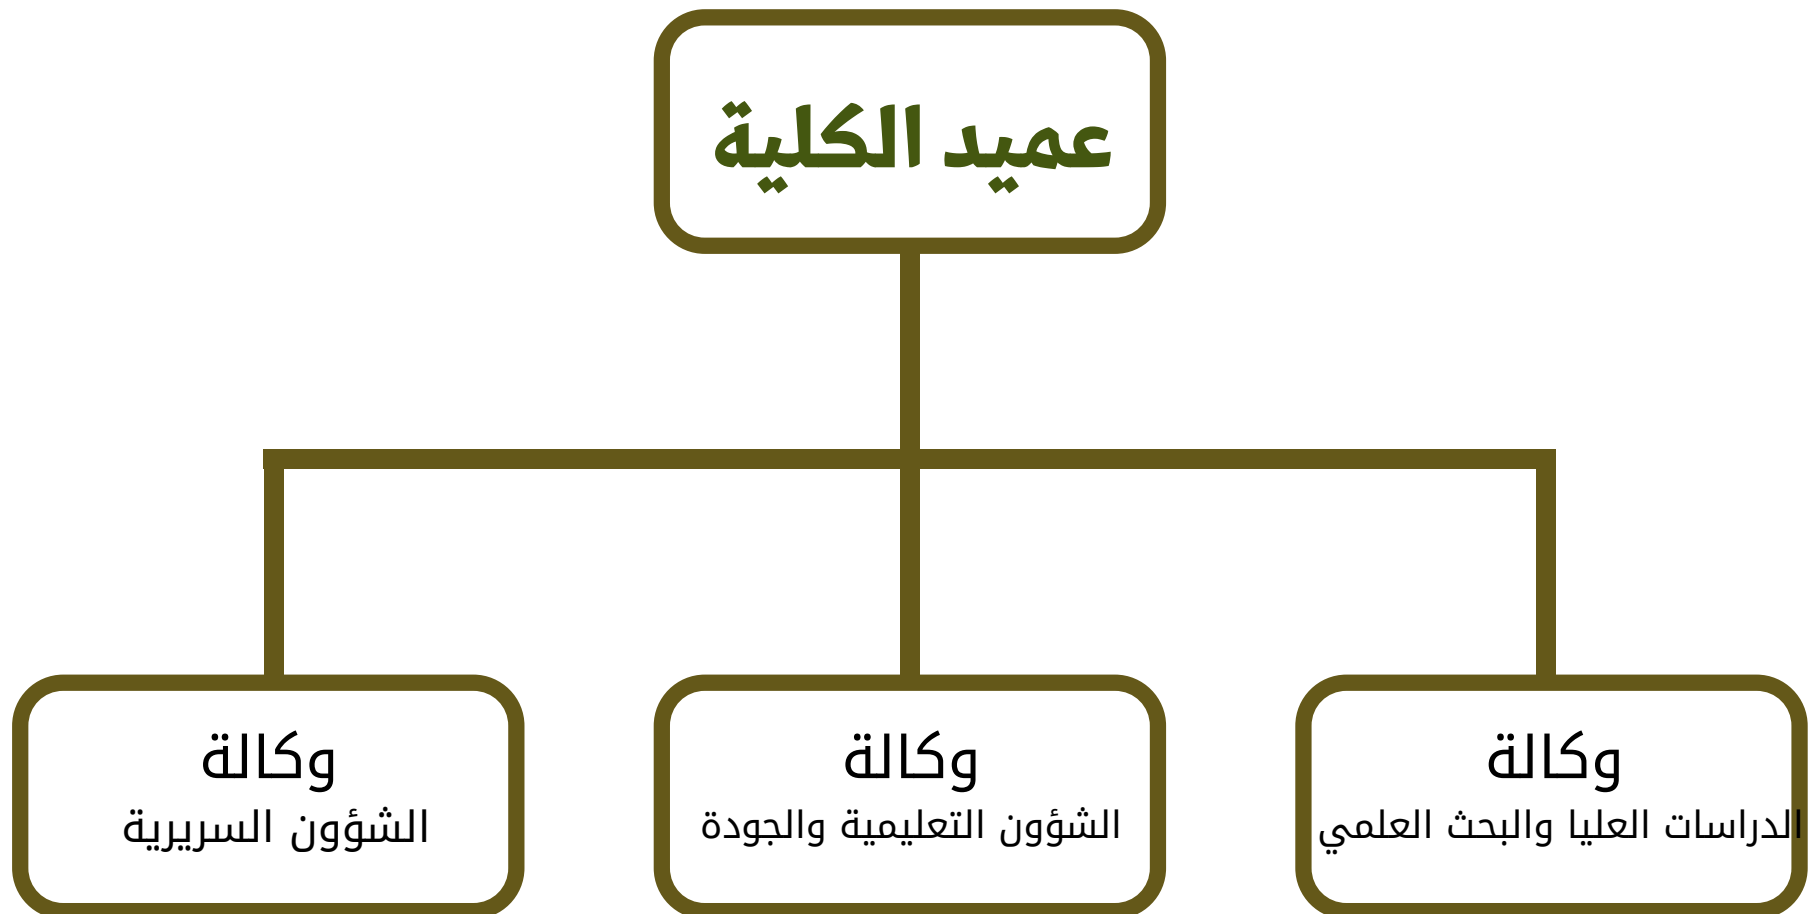 عميد الكلية
وكالة
الدراسات العليا والبحث العلمي
وكالة
الشؤون التعليمية والجودة
وكالة
الشؤون السريرية